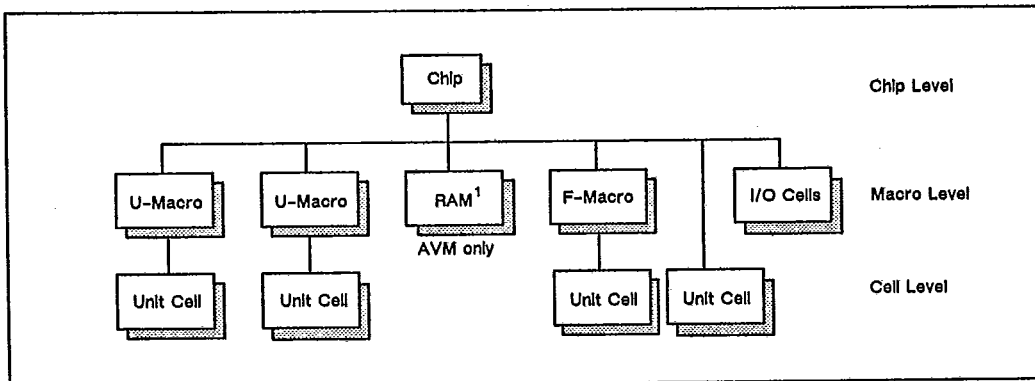 Chip
Chip Level
U-Macro
U-Macro
RAM1
F-Macro
I/O Cells
Macro Level
AVM only
Unit Cell
Unit Cell
Unit Cell
Unit Cell
Cell Level